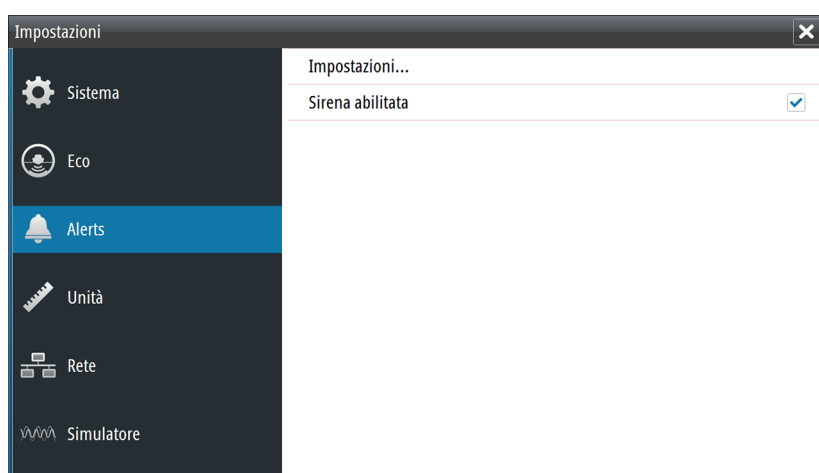 Impostazioni
Sistema
Eco
Alerts
Unità
Rete
Simulatore
Impostazioni...
Sirena abilitata